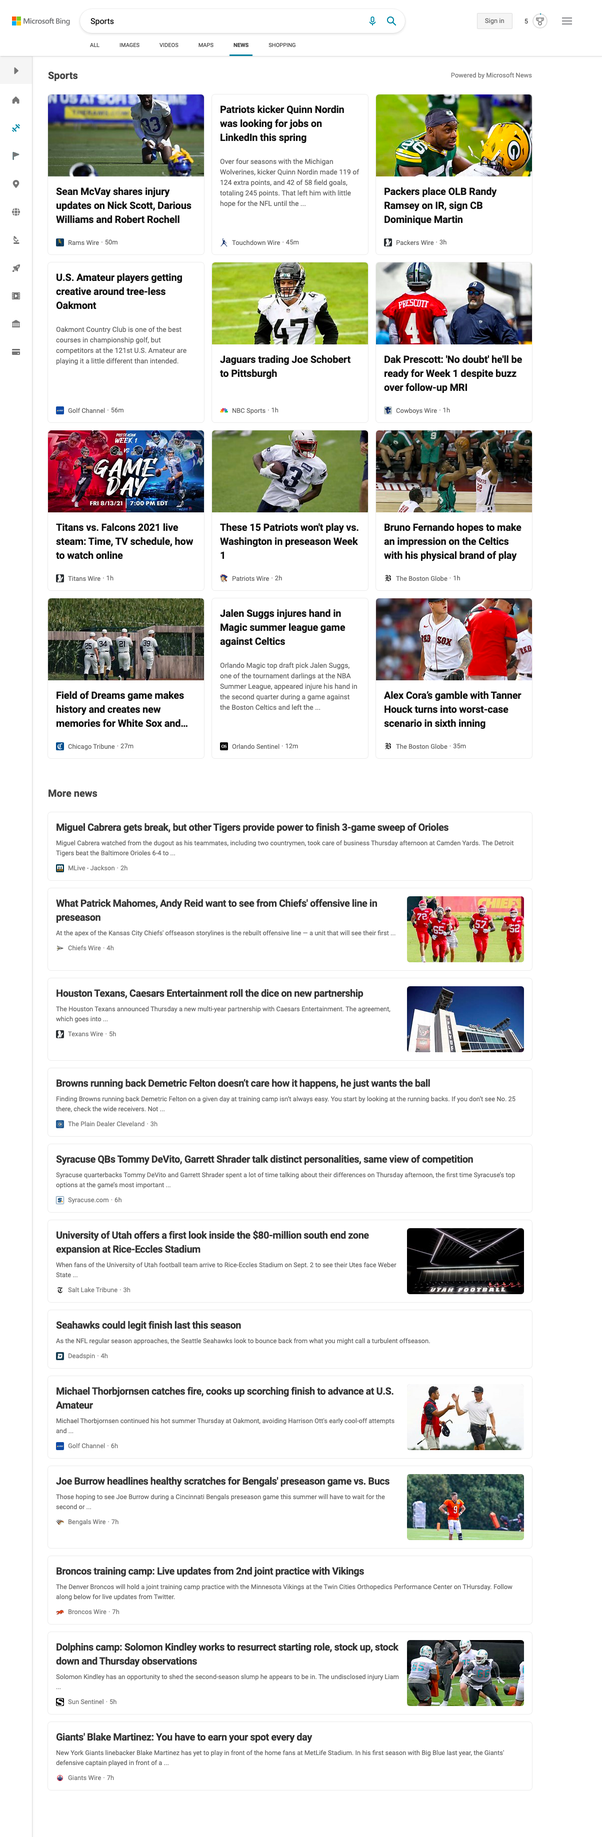 Microsoft Bing
Sports
Sign in
5
ALL IMAGES VIDEOS MAPS NEWS SHOPPING
Sports
Powered by Microsoft News
Sean McVay shares injury
updates on Nick Scott, Darious
Williams and Robert Rochell
Rams Wire · 50m
Patriots kicker Quinn Nordin
was looking for jobs on
LinkedIn this spring
Over four seasons with the Michigan
Wolverines, kicker Quinn Nordin made 119 of
124 extra points, and 42 of 58 field goals,
totaling 245 points. That left him with little
hope for the NFL until the ...
Touchdown Wire · 45m
Packers place OLB Randy
Ramsey on IR, sign CB
Dominique Martin
Packers Wire · 3h
U.S. Amateur players getting
creative around tree-less
Oakmont
Oakmont Country Club is one of the best
courses in championship golf, but
competitors at the 121st U.S. Amateur are
playing it a little different than intended.
Golf Channel · 56m
47
Jaguars trading Joe Schobert
to Pittsburgh
NBC Sports · 1h
PRESCOTT
4
Dak Prescott: 'No doubt' he'll be
ready for Week 1 despite buzz
over follow-up MRI
Cowboys Wire · 1h
WEEK 1
GAME
DAY
FRI 8/13/21 | 7:00 PM EDT
Titans vs. Falcons 2021 live
steam: Time, TV schedule, how
to watch online
Titans Wire · 1h
These 15 Patriots won't play vs.
Washington in preseason Week
1
Patriots Wire · 2h
Bruno Fernando hopes to make
an impression on the Celtics
with his physical brand of play
The Boston Globe · 1h
25 34 21 39
Field of Dreams game makes
history and creates new
memories for White Sox and...
Chicago Tribune · 27m
Jalen Suggs injures hand in
Magic summer league game
against Celtics
Orlando Magic top draft pick Jalen Suggs,
one of the tournament darlings at the NBA
Summer League, appeared injure his hand in
the second quarter during a game against
the Boston Celtics and left the ...
Orlando Sentinel · 12m
RED SOX
Alex Cora's gamble with Tanner
Houck turns into worst-case
scenario in sixth inning
The Boston Globe · 35m
More news
Miguel Cabrera gets break, but other Tigers provide power to finish 3-game sweep of Orioles
Miguel Cabrera watched from the dugout as his teammates, including two countrymen, took care of business Thursday afternoon at Camden Yards. The Detroit
Tigers beat the Baltimore Orioles 6-4 to ...
MLive - Jackson · 2h
What Patrick Mahomes, Andy Reid want to see from Chiefs' offensive line in
preseason
At the apex of the Kansas City Chiefs' offseason storylines is the rebuilt offensive line — a unit that will see their first ...
Chiefs Wire · 4h
CHIEFS
72 65 57 52
Houston Texans, Caesars Entertainment roll the dice on new partnership
The Houston Texans announced Thursday a new multi-year partnership with Caesars Entertainment. The agreement,
which goes into ...
Texans Wire · 5h
Browns running back Demetric Felton doesn't care how it happens, he just wants the ball
Finding Browns running back Demetric Felton on a given day at training camp isn't always easy. You start by looking at the running backs. If you don't see No. 25
there, check the wide receivers. Not ...
The Plain Dealer Cleveland · 3h
Syracuse QBs Tommy DeVito, Garrett Shrader talk distinct personalities, same view of competition
Syracuse quarterbacks Tommy DeVito and Garrett Shrader spent a lot of time talking about their differences on Thursday afternoon, the first time Syracuse's top
options at the game's most important ...
Syracuse.com · 6h
University of Utah offers a first look inside the $80-million south end zone
expansion at Rice-Eccles Stadium
When fans of the University of Utah football team arrive to Rice-Eccles Stadium on Sept. 2 to see their Utes face Weber
State ...
Salt Lake Tribune · 3h
UTAH FOOTBALL
Seahawks could legit finish last this season
As the NFL regular season approaches, the Seattle Seahawks look to bounce back from what you might call a turbulent offseason.
Deadspin · 4h
Michael Thorbjornsen catches fire, cooks up scorching finish to advance at U.S.
Amateur
Michael Thorbjornsen continued his hot summer Thursday at Oakmont, avoiding Harrison Ott's early cool-off attempts
and ...
Golf Channel · 6h
Joe Burrow headlines healthy scratches for Bengals' preseason game vs. Bucs
Those hoping to see Joe Burrow during a Cincinnati Bengals preseason game this summer will have to wait for the
second or ...
Bengals Wire · 7h
9
Broncos training camp: Live updates from 2nd joint practice with Vikings
The Denver Broncos will hold a joint training camp practice with the Minnesota Vikings at the Twin Cities Orthopedics Performance Center on THursday. Follow
along below for live updates from Twitter.
Broncos Wire · 7h
Dolphins camp: Solomon Kindley works to resurrect starting role, stock up, stock
down and Thursday observations
Solomon Kindley has an opportunity to shed the second-season slump he appears to be in. The undisclosed injury Liam
...
Sun Sentinel · 5h
Giants' Blake Martinez: You have to earn your spot every day
New York Giants linebacker Blake Martinez has yet to play in front of the home fans at MetLife Stadium. In his first season with Big Blue last year, the Giants'
defensive captain played in front of a ...
Giants Wire · 7h